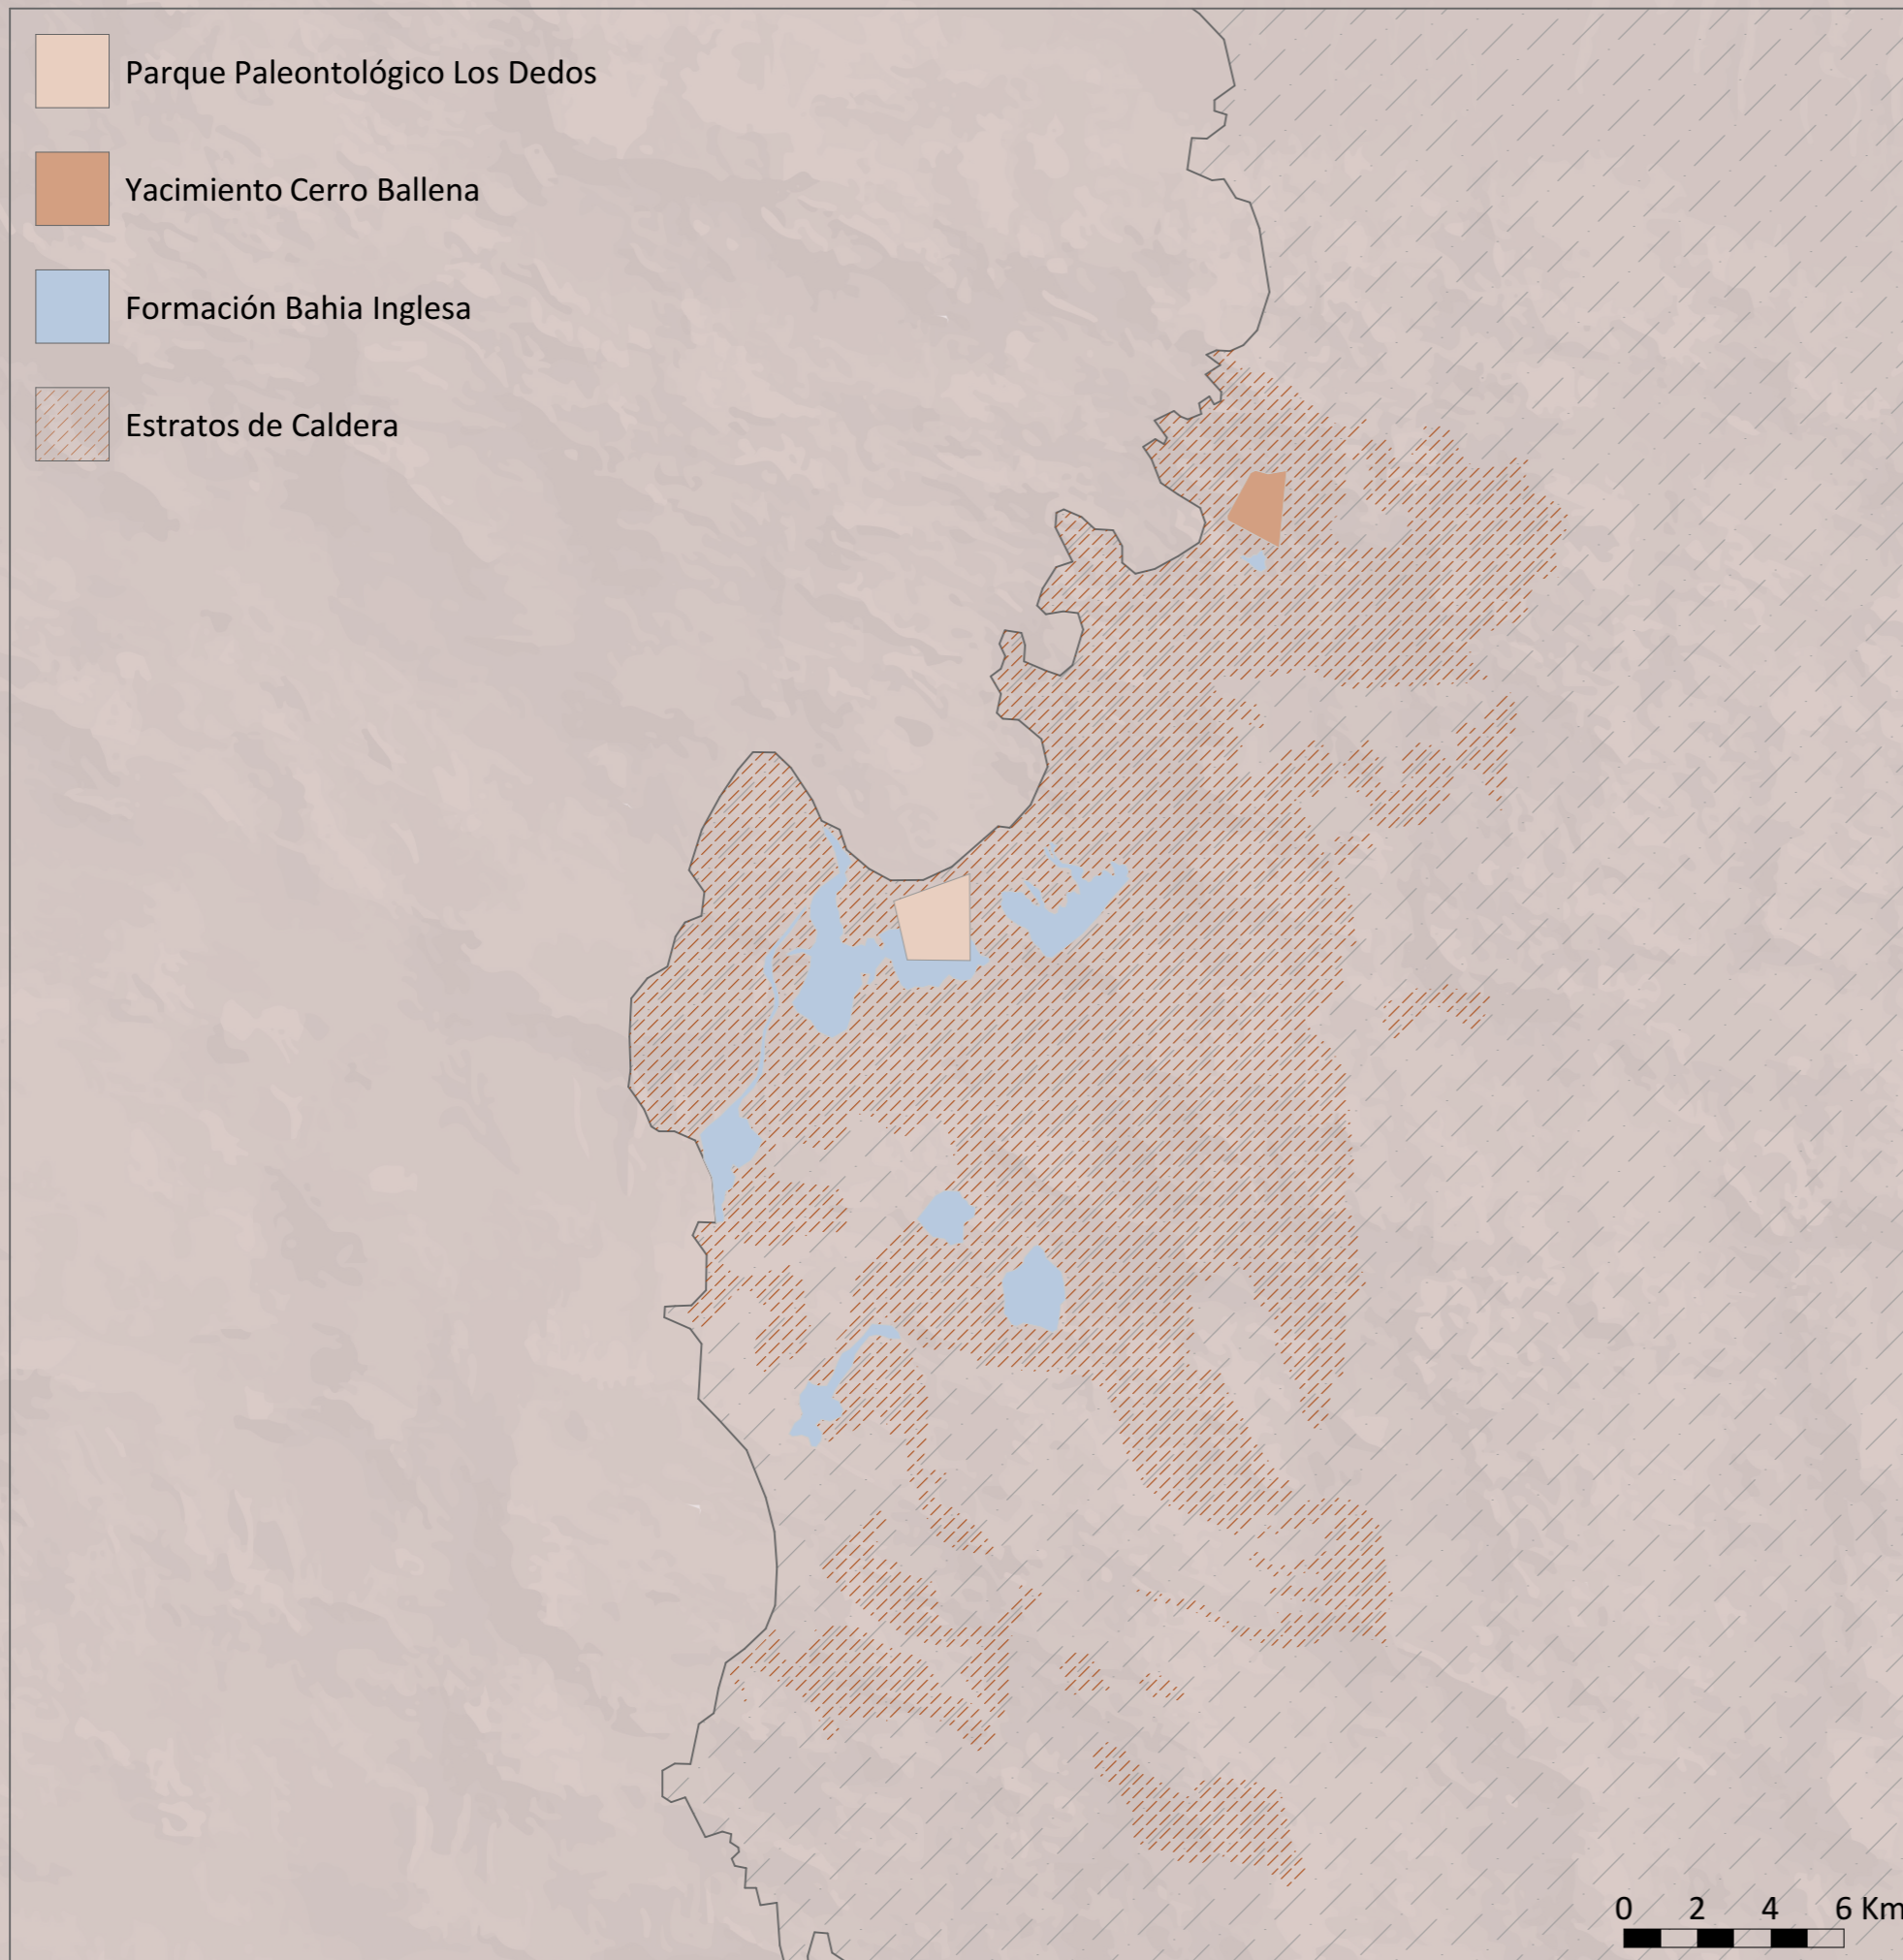 Parque Paleontológico Los Dedos
Yacimiento Cerro Ballena
Formación Bahia Inglesa
Estratos de Caldera
0 2 4 6 Km